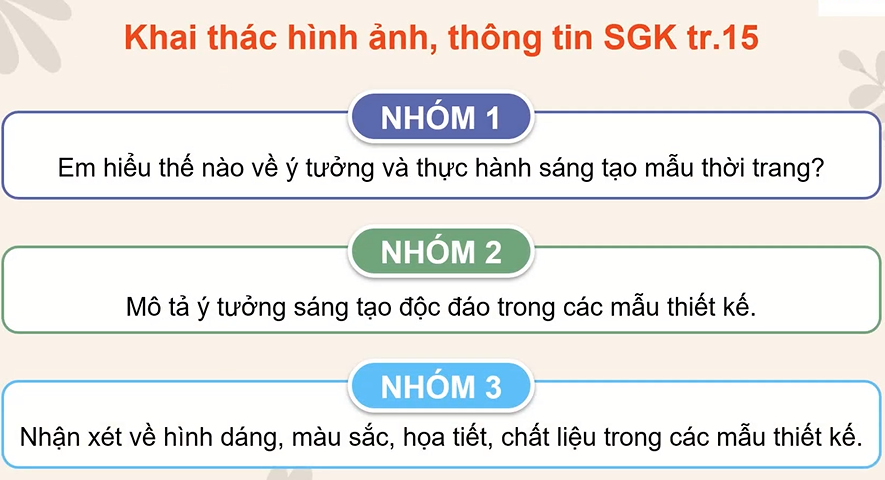 Khai thác hình ảnh, thông tin SGK tr.15
NHÓM 1
Em hiểu thế nào về ý tưởng và thực hành sáng tạo mẫu thời trang?
NHÓM 2
Mô tả ý tưởng sáng tạo độc đáo trong các mẫu thiết kế.
NHÓM 3
Nhận xét về hình dáng, màu sắc, họa tiết, chất liệu trong các mẫu thiết kế.